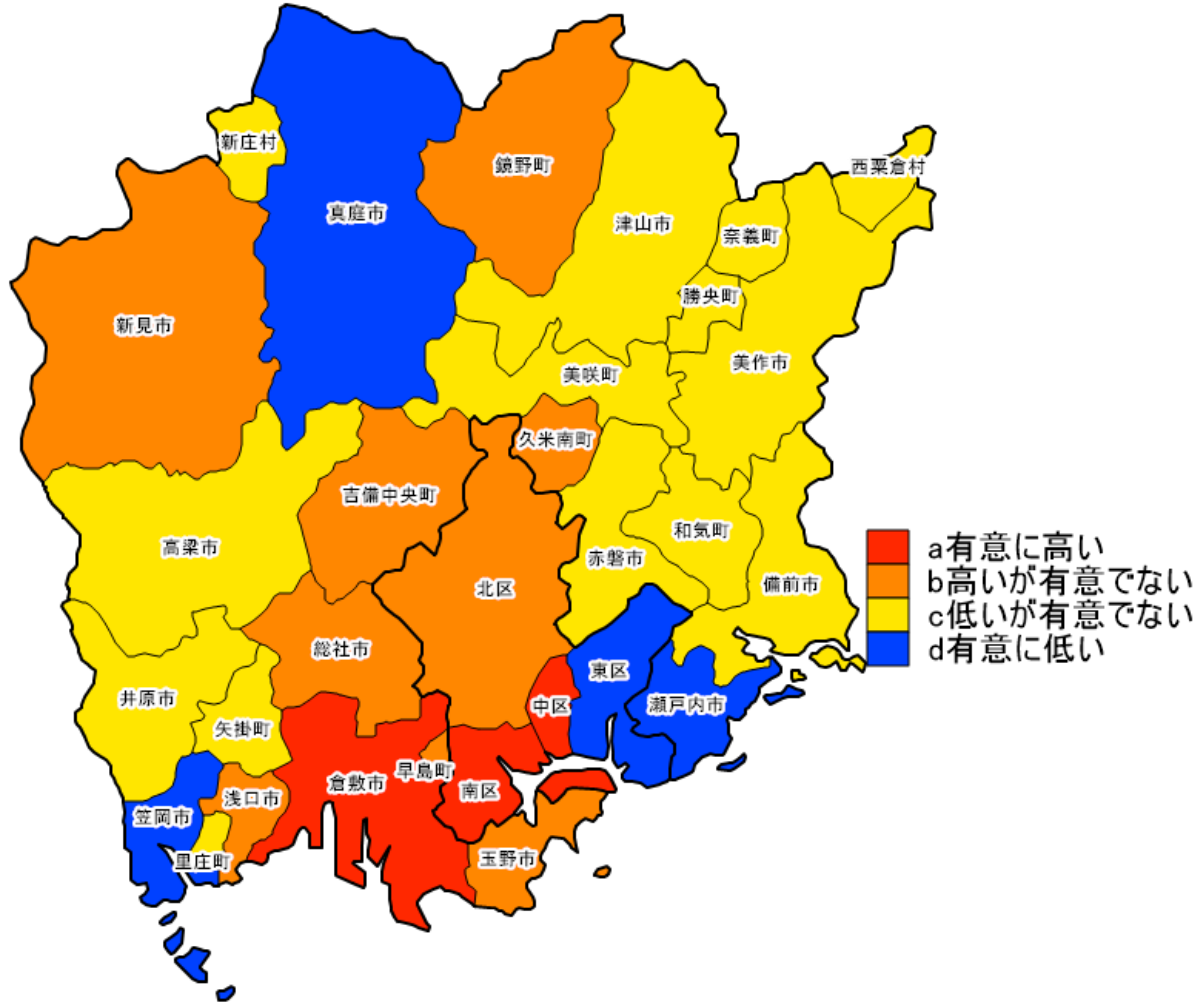 新庄村
西粟倉村
鏡野町
真庭市
津山市
奈義町
勝央町
新見市
美作市
美咲町
久米南町
吉備中央町
和気町
高梁市
赤磐市
備前市
北区
総社市
東区
井原市
中区
瀬戸内市
矢掛町
早島町
倉敷市
南区
浅口市
笠岡市
里庄町
玉野市
a有意に高い
b高いが有意でない
c低いが有意でない
d有意に低い